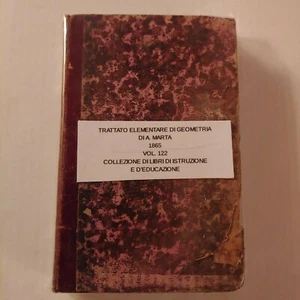 TRATTATO ELEMENTARE DI GEOMETRIA
DI A. MARTA
1865
VOL. 122
COLLEZIONE DI LIBRI DI ISTRUZIONE
E D'EDUCAZIONE